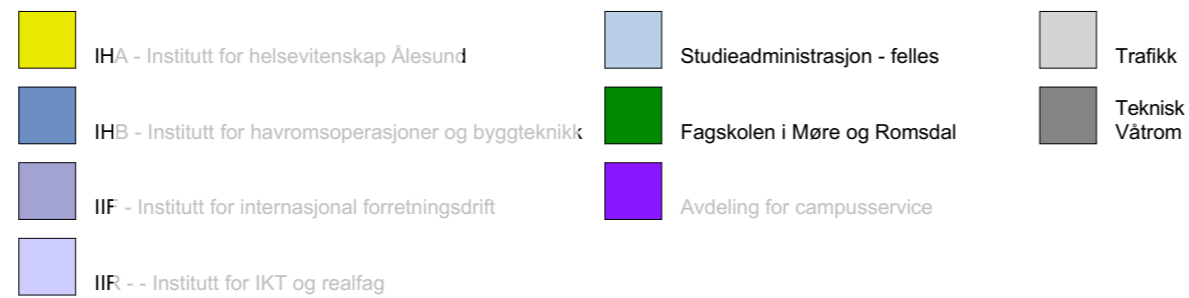 IHA - Institutt for helsevitenskap Ålesund
IHB - Institutt for havromsoperasjoner og byggteknikk
IIF - Institutt for internasjonal forretningsdrift
IIR - - Institutt for IKT og realfag
Studieadministrasjon - felles
Fagskolen i Møre og Romsdal
Avdeling for campusservice
Trafikk
Teknisk
Våtrom